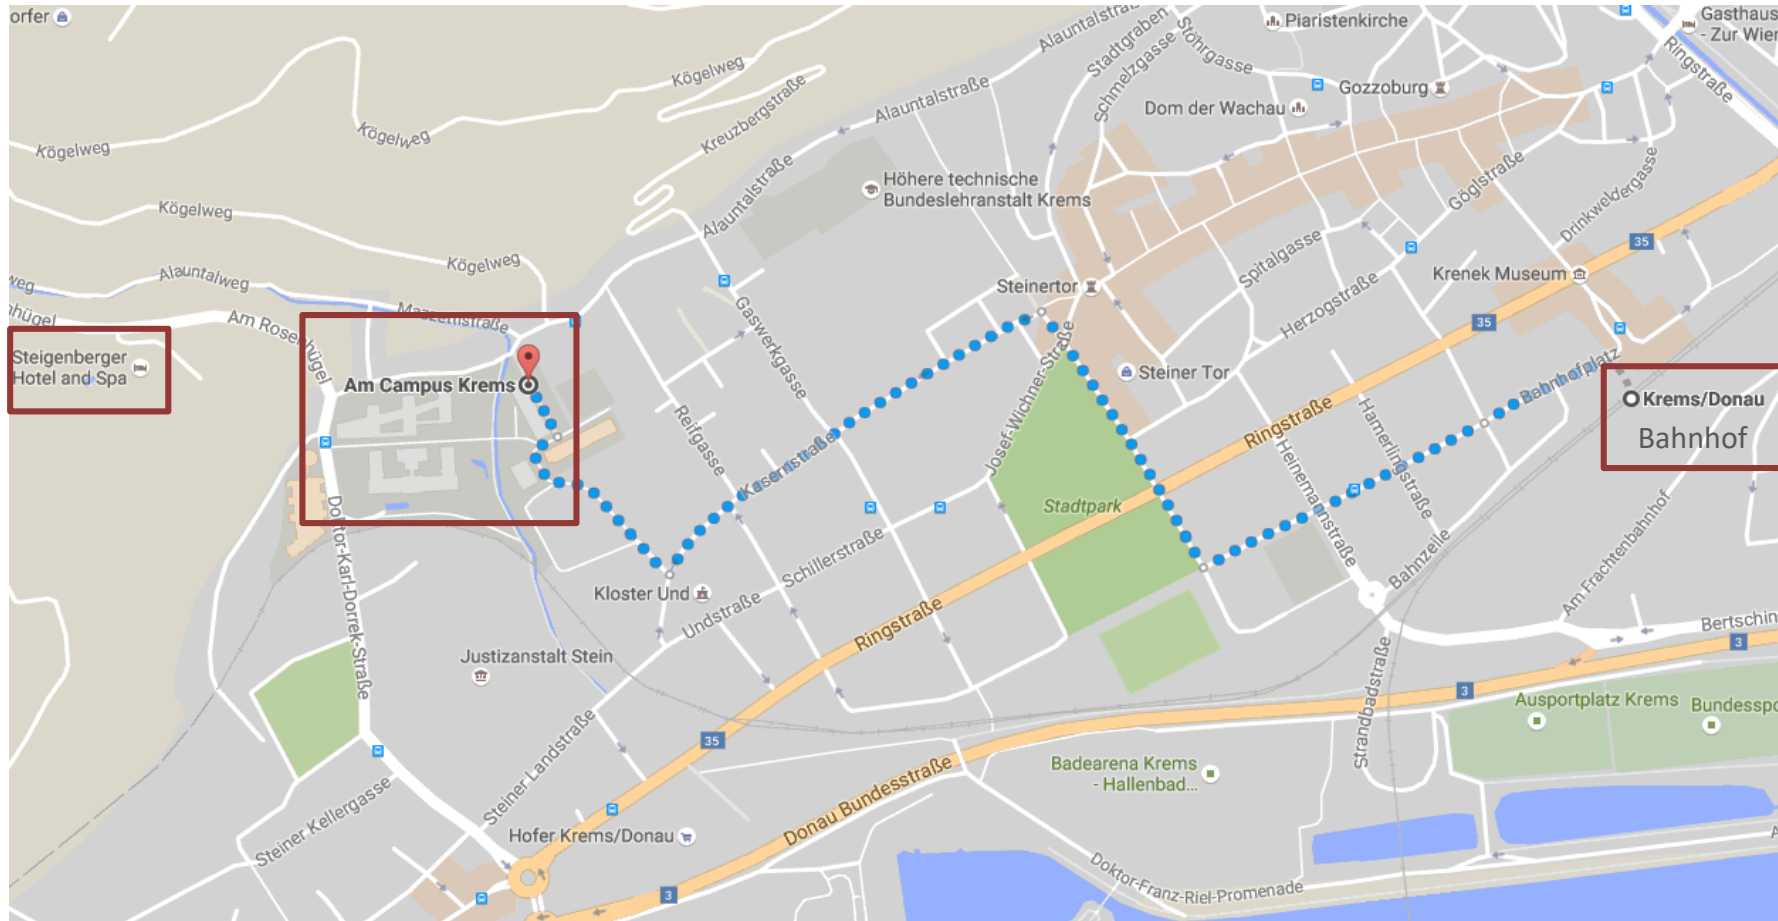 orfer
Piaristenkirche
Gasthaus
- Zur Wier
Ringstraße
Alauntalstraße
Stadtgraben
Stöhrgasse
Schmelzgasse
Kögelweg
Kreuzbergstraße
Alauntalstraße
Gozzoburg
Dom der Wachau
Kögelweg
Kögelweg
Alauntalstraße
Höhere technische
Bundeslehranstalt Krems
Göglstraße
Drinkweldergasse
35
Kögelweg
Kögelweg
Alauntalweg
weg
Spitalgasse
Krenek Museum
Steinertor
Herzogstraße
35
Gaswerkgasse
Am Rosenhügel
nhügel
Steigenberger
Hotel and Spa
Am Campus Krems
Steiner Tor
Bahnhofplatz
Krems/Donau
Bahnhof
Ringstraße
Hamerlingstraße
Heinemannstraße
Josef-Wichner-Straße
Reifgasse
Kasernstraße
Stadtpark
Doktor-Karl-Dorrek-Straße
Schillerstraße
Bahnzeile
Am Frachtenbahnhof
Kloster Und
Undstraße
Ringstraße
Bertschin
3
Justizanstalt Stein
Strandbadstraße
3
Ausportplatz Krems
Bundesspo
35
Steiner Landstraße
Badearena Krems
- Hallenbad...
Donau Bundesstraße
Steiner Kellergasse
Hofer Krems/Donau
Doktor-Franz-Riel-Promenade
3